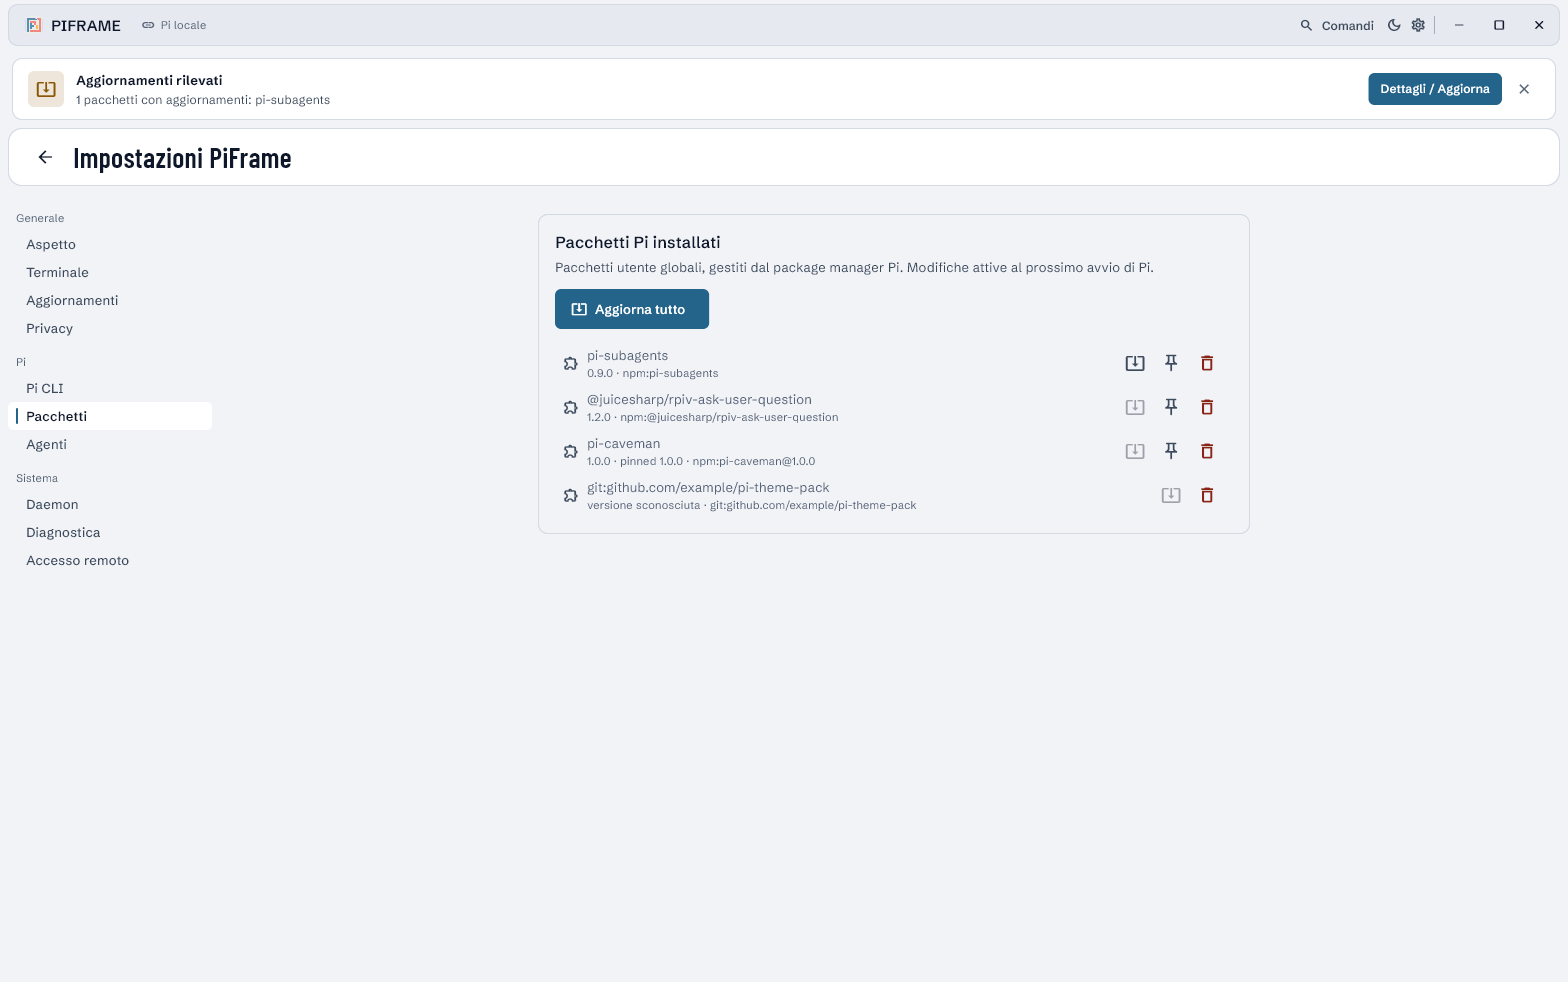 PIFRAME
Pi locale
Comandi
Aggiornamenti rilevati
1 pacchetti con aggiornamenti: pi-subagents
Dettagli / Aggiorna
Impostazioni PiFrame
Generale
Aspetto
Terminale
Aggiornamenti
Privacy
Pi
Pi CLI
Pacchetti
Agenti
Sistema
Daemon
Diagnostica
Accesso remoto
Pacchetti Pi installati
Pacchetti utente globali, gestiti dal package manager Pi. Modifiche attive al prossimo avvio di Pi.
Aggiorna tutto
pi-subagents
0.9.0 · npm:pi-subagents
@juicesharp/rpiv-ask-user-question
1.2.0 · npm:@juicesharp/rpiv-ask-user-question
pi-caveman
1.0.0 · pinned 1.0.0 · npm:pi-caveman@1.0.0
git:github.com/example/pi-theme-pack
versione sconosciuta · git:github.com/example/pi-theme-pack